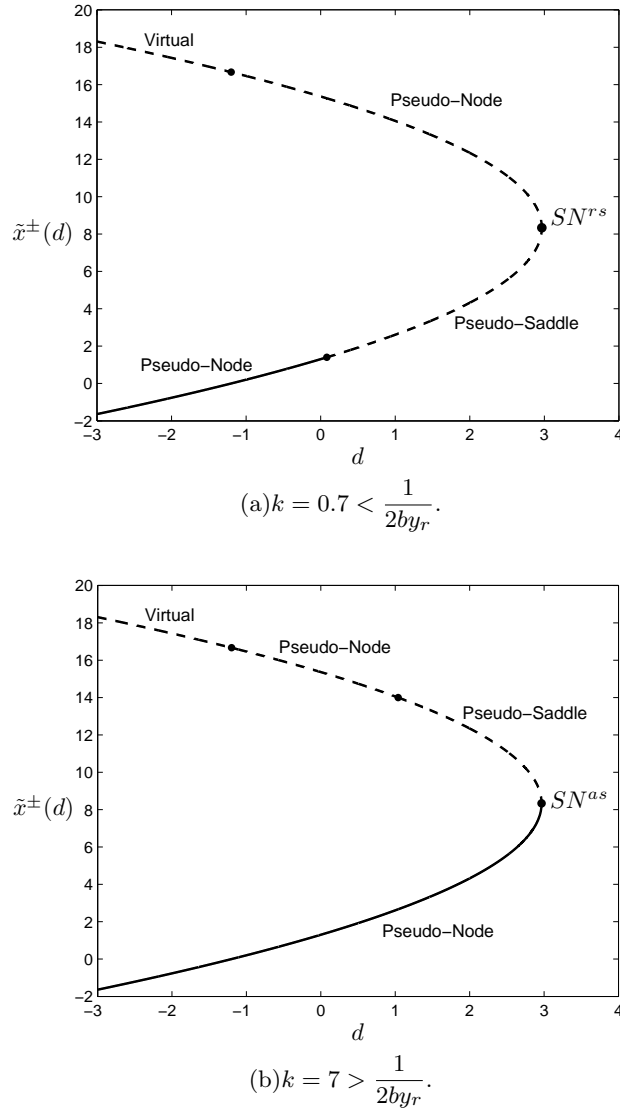 20
18
16
14
12
10
8
6
4
2
0
−2
Virtual
Pseudo−Node
SN^{rs}
x̃^±(d)
Pseudo−Saddle
Pseudo−Node
−3 −2 −1 0 1 2 3 4
d
(a)k = 0.7 < \frac{1}{2by_r}.
20
18
16
14
12
10
8
6
4
2
0
−2
Virtual
Pseudo−Node
Pseudo−Saddle
SN^{as}
x̃^±(d)
Pseudo−Node
−3 −2 −1 0 1 2 3 4
d
(b)k = 7 > \frac{1}{2by_r}.